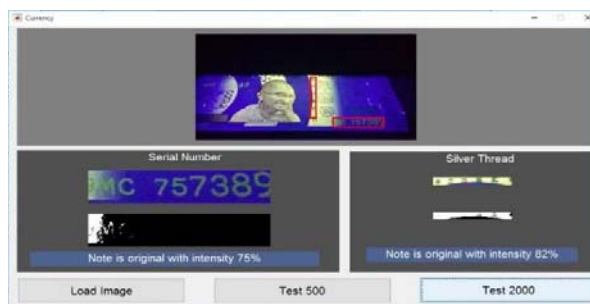 Currency
Serial Number
Silver Thread
MC 757389
Note is original with intensity 75%
Note is original with intensity 82%
Load Image
Test 500
Test 2000